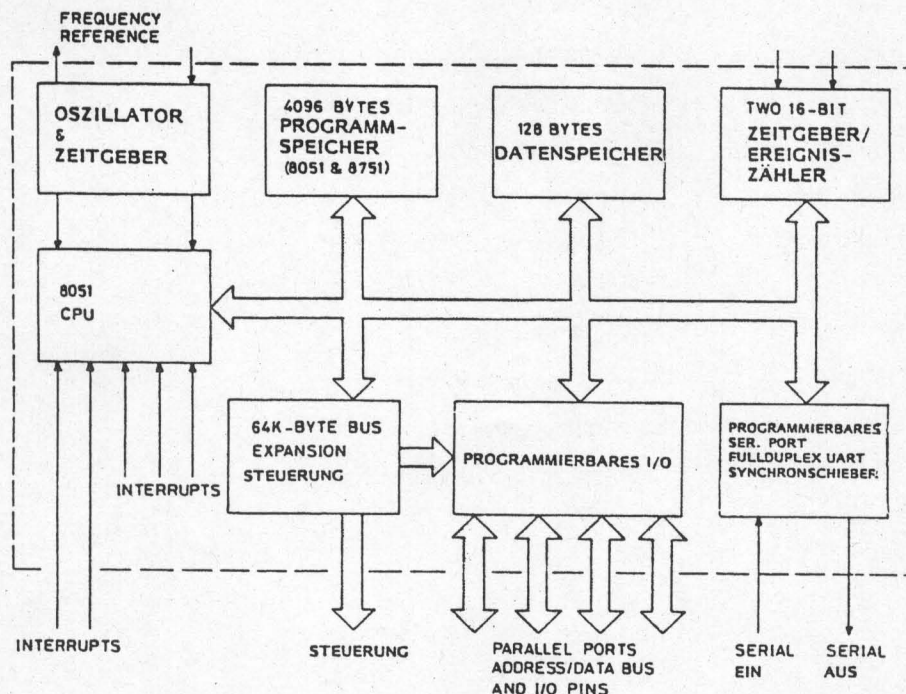 FREQUENCY
REFERENCE
OSZILLATOR
&
ZEITGEBER
4096 BYTES
PROGRAMM-
SPEICHER
(8051 & 8751)
128 BYTES
DATENSPEICHER
TWO 16-BIT
ZEITGEBER/
EREIGNIS-
ZÄHLER
8051
CPU
64K-BYTE BUS
EXPANSION
STEUERUNG
PROGRAMMIERBARES I/O
PROGRAMMIERBARES
SER. PORT
FULLDUPLEX UART
SYNCHRONSCHIEBER.
INTERRUPTS
INTERRUPTS
STEUERUNG
PARALLEL PORTS
ADDRESS/DATA BUS
AND I/O PINS
SERIAL
EIN
SERIAL
AUS